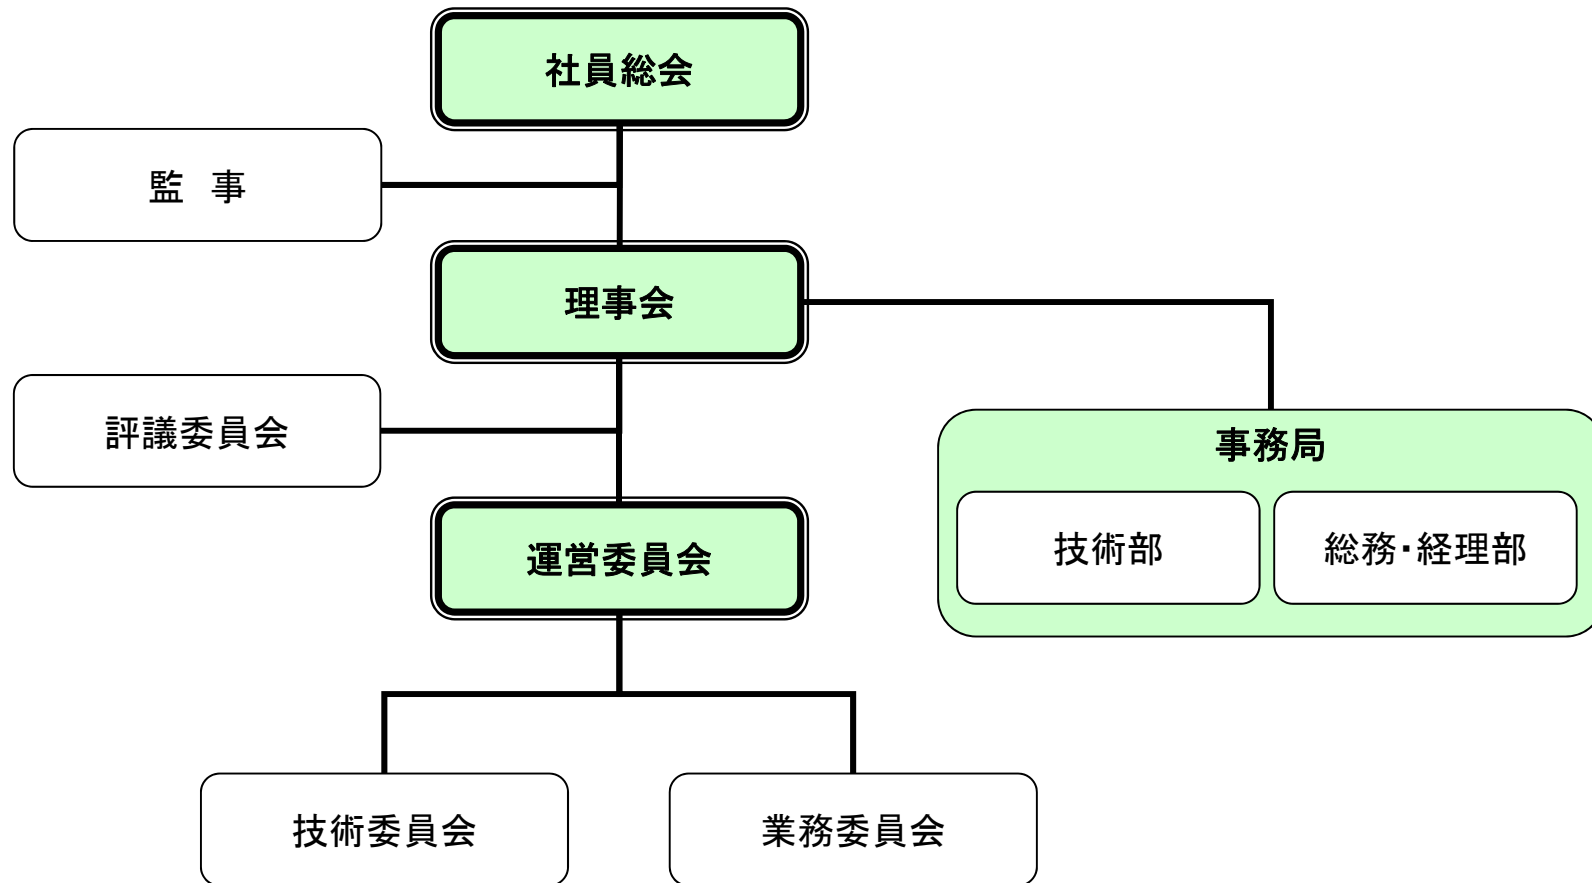 社員総会
監　事
理事会
評議委員会
事務局
技術部
総務・経理部
運営委員会
技術委員会
業務委員会